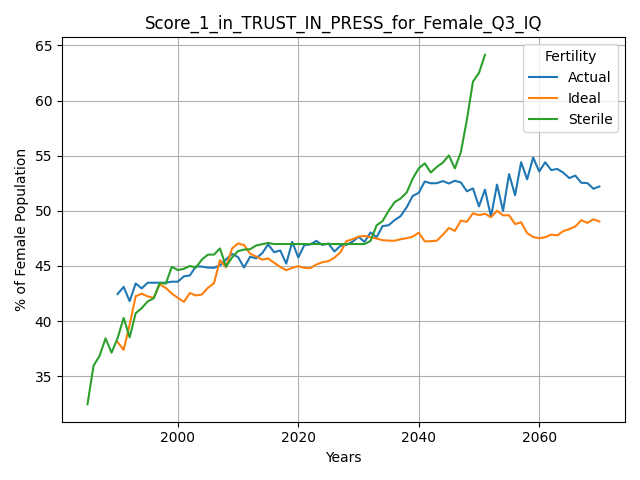 Score_1_in_TRUST_IN_PRESS_for_Female_Q3_IQ
65
60
55
50
45
40
35
% of Female Population
2000
2020
2040
2060
Years
Fertility
Actual
Ideal
Sterile